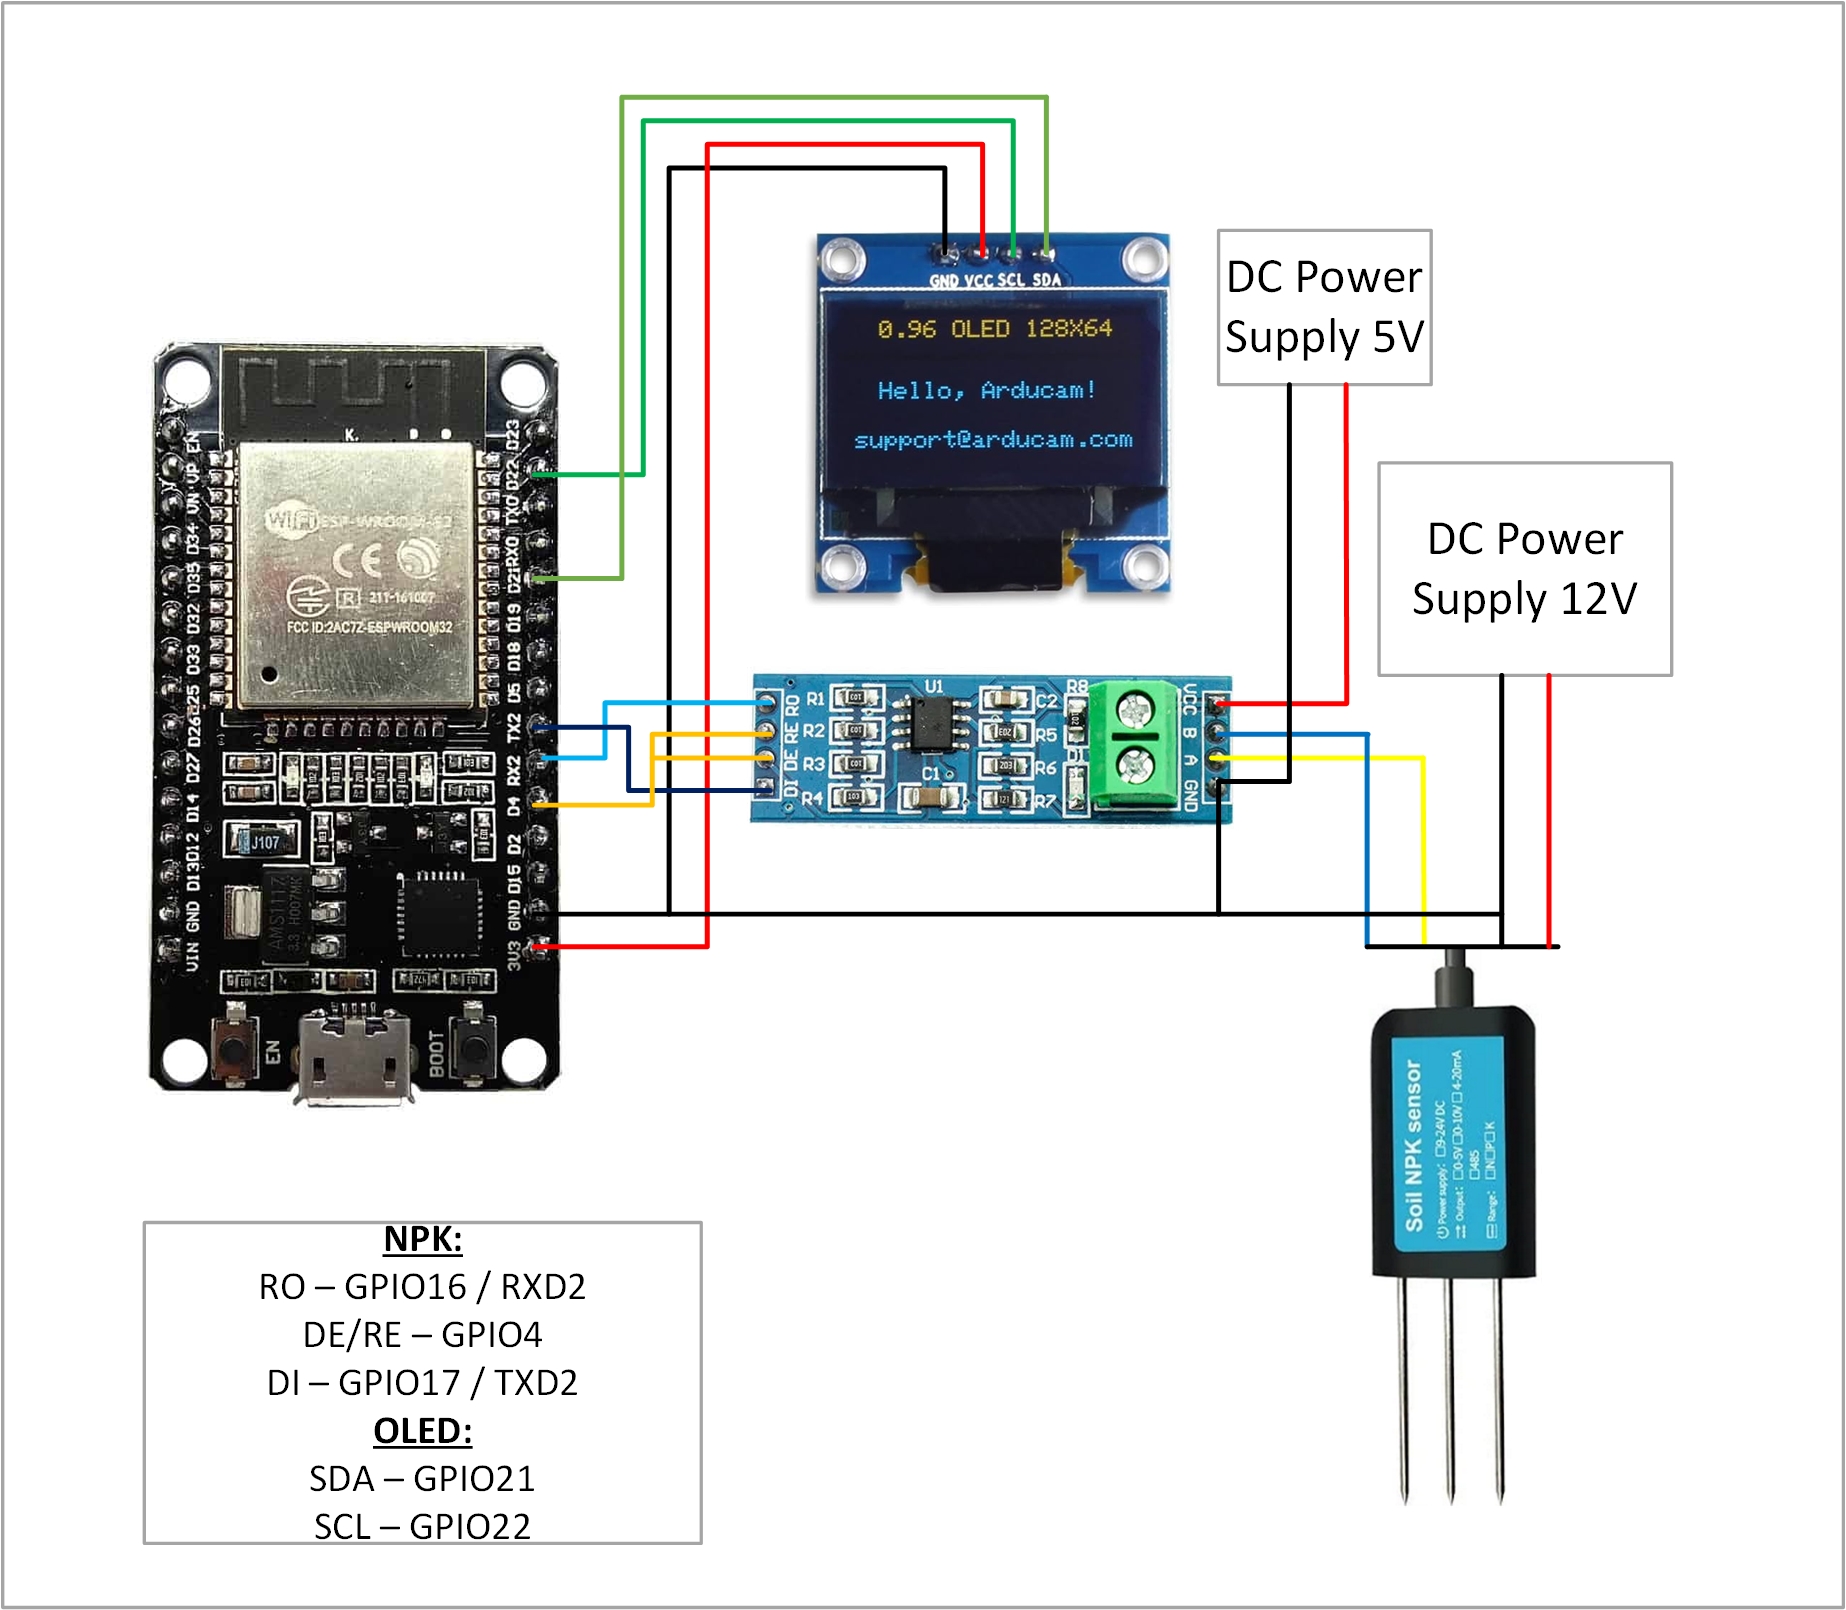 GND VCC SCL SDA
0.96 OLED 128X64
Hello, Arducam!
support@arducam.com
DC Power
Supply 5V
DC Power
Supply 12V
EN
VP
VN
D34
D35
D32
D33
D25
D26
D27
D14
D12
D13
GND
VIN
D23
D22
TX0
RX0
D21
D19
D18
D5
TX2
RX2
D4
D2
D15
GND
3V3
WiFi ESP-WROOM-32
CE
R 211-161007
FCC ID:2AC7Z-ESPWROOM32
J107
AMS1117
3.3 H007MK
EN
BOOT
RO
RE
DE
DI
R1
R2
R3
R4
U1
C1
C2
R5
R6
R7
R8
VCC
B
A
GND
Soil NPK sensor
Power supply: 9-24V DC
Output: 0-5V 0-10V 4-20mA
485
Range: N P K
NPK:
RO – GPIO16 / RXD2
DE/RE – GPIO4
DI – GPIO17 / TXD2
OLED:
SDA – GPIO21
SCL – GPIO22